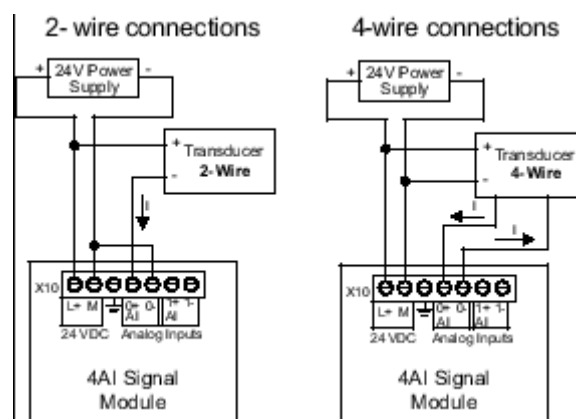 2- wire connections
+ 24V Power Supply -
+ Transducer
2-Wire
-
I
X10
L+ M 0+ 0- 1+ 1-
AI AI
24 VDC Analog Inputs
4AI Signal
Module
4-wire connections
+ 24V Power Supply -
+ Transducer
- 4-Wire
I
I
X10
L+ M 0+ 0- 1+ 1-
AI AI
24 VDC Analog Inputs
4AI Signal
Module